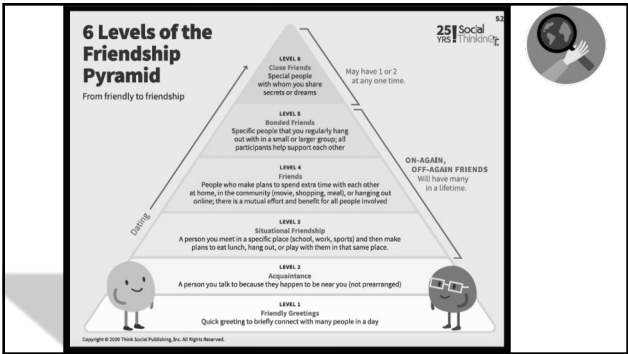 6 Levels of the
Friendship
Pyramid
From friendly to friendship
52
25 YRS Social Thinking
LEVEL 6
Close Friends
Special people
with whom you share
secrets or dreams
May have 1 or 2
at any one time.
LEVEL 5
Bonded Friends
Specific people that you regularly hang
out with in a small or larger group; all
participants help support each other
LEVEL 4
Friends
People who make plans to spend extra time with each other
at home, in the community (movie, shopping, meal), or hanging out
online; there is a mutual effort and benefit for all people involved
ON-AGAIN,
OFF-AGAIN FRIENDS
Will have many
in a lifetime.
Dating
LEVEL 3
Situational Friendship
A person you meet in a specific place (school, work, sports) and then make
plans to eat lunch, hang out, or play with them in that same place.
LEVEL 2
Acquaintance
A person you talk to because they happen to be near you (not prearranged)
LEVEL 1
Friendly Greetings
Quick greeting to briefly connect with many people in a day
Copyright © 2020 Think Social Publishing, Inc. All Rights Reserved.